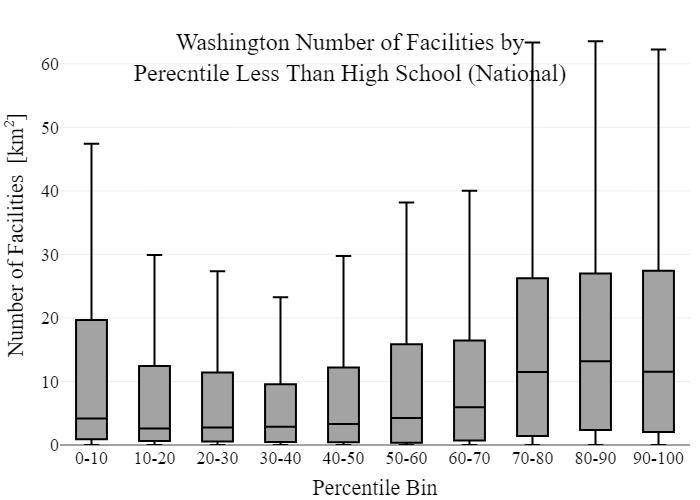 Washington Number of Facilities by
Perecntile Less Than High School (National)
Number of Facilities [km²]
60
50
40
30
20
10
0
0-10 10-20 20-30 30-40 40-50 50-60 60-70 70-80 80-90 90-100
Percentile Bin